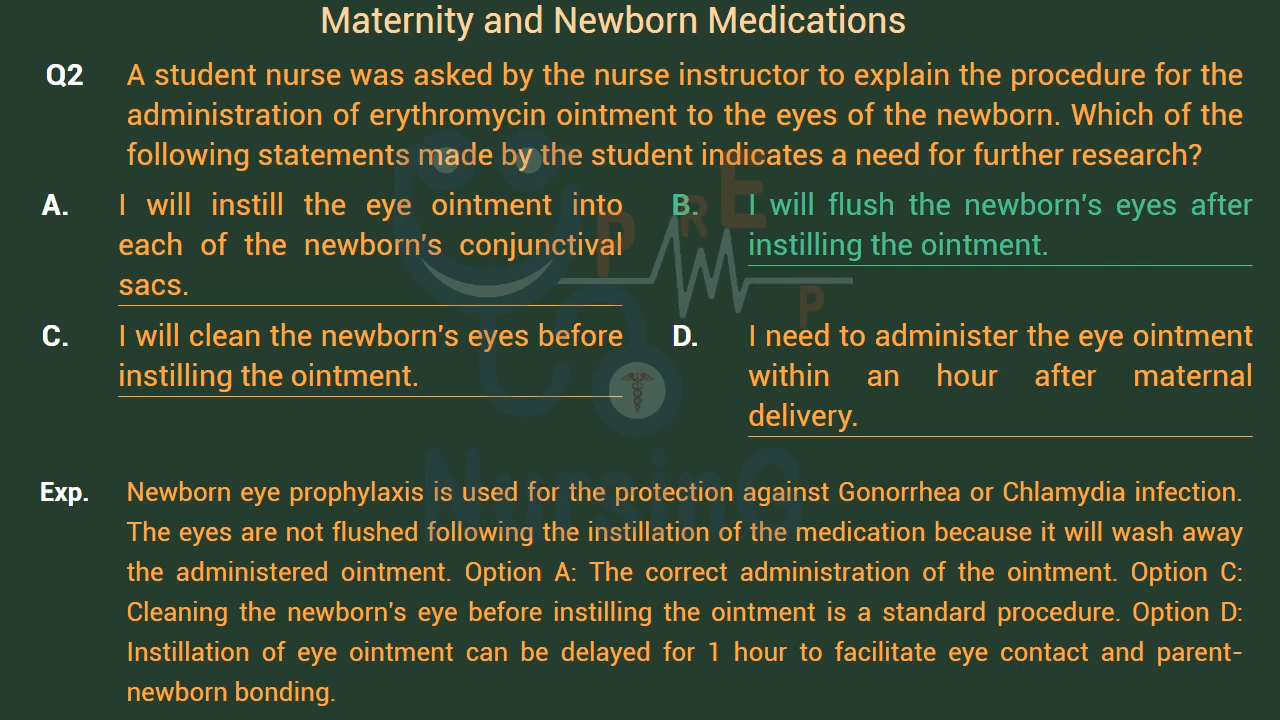 Maternity and Newborn Medications
Q2 A student nurse was asked by the nurse instructor to explain the procedure for the
administration of erythromycin ointment to the eyes of the newborn. Which of the
following statements made by the student indicates a need for further research?
A. I will instill the eye ointment into
each of the newborn's conjunctival
sacs.
B. I will flush the newborn's eyes after
instilling the ointment.
C. I will clean the newborn's eyes before
instilling the ointment.
D. I need to administer the eye ointment
within an hour after maternal
delivery.
Exp. Newborn eye prophylaxis is used for the protection against Gonorrhea or Chlamydia infection.
The eyes are not flushed following the instillation of the medication because it will wash away
the administered ointment. Option A: The correct administration of the ointment. Option C:
Cleaning the newborn's eye before instilling the ointment is a standard procedure. Option D:
Instillation of eye ointment can be delayed for 1 hour to facilitate eye contact and parent-
newborn bonding.
PREP
NursinG